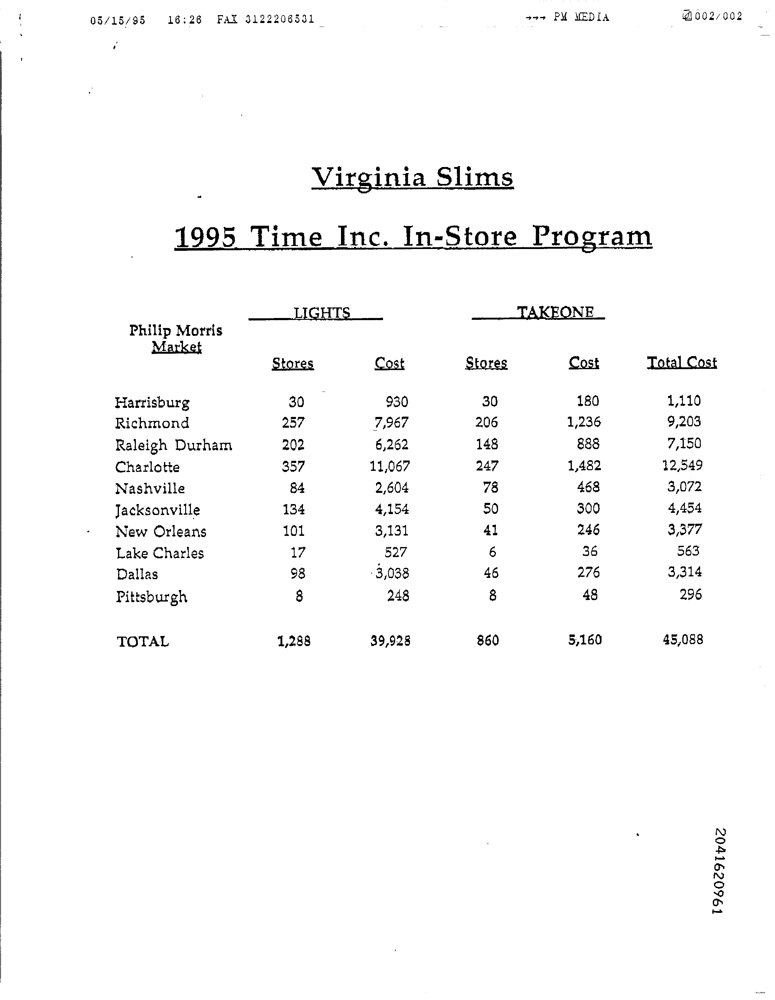 05/15/95 16:26 FAX 3122206531 →→→ PM MEDIA 002/002
Virginia Slims
1995 Time Inc. In-Store Program
LIGHTS TAKEONE
Philip Morris
Market
Stores Cost Stores Cost Total Cost
Harrisburg 30 930 30 180 1,110
Richmond 257 7,967 206 1,236 9,203
Raleigh Durham 202 6,262 148 888 7,150
Charlotte 357 11,067 247 1,482 12,549
Nashville 84 2,604 78 468 3,072
Jacksonville 134 4,154 50 300 4,454
New Orleans 101 3,131 41 246 3,377
Lake Charles 17 527 6 36 563
Dallas 98 3,038 46 276 3,314
Pittsburgh 8 248 8 48 296
TOTAL 1,288 39,928 860 5,160 45,088
2041620961